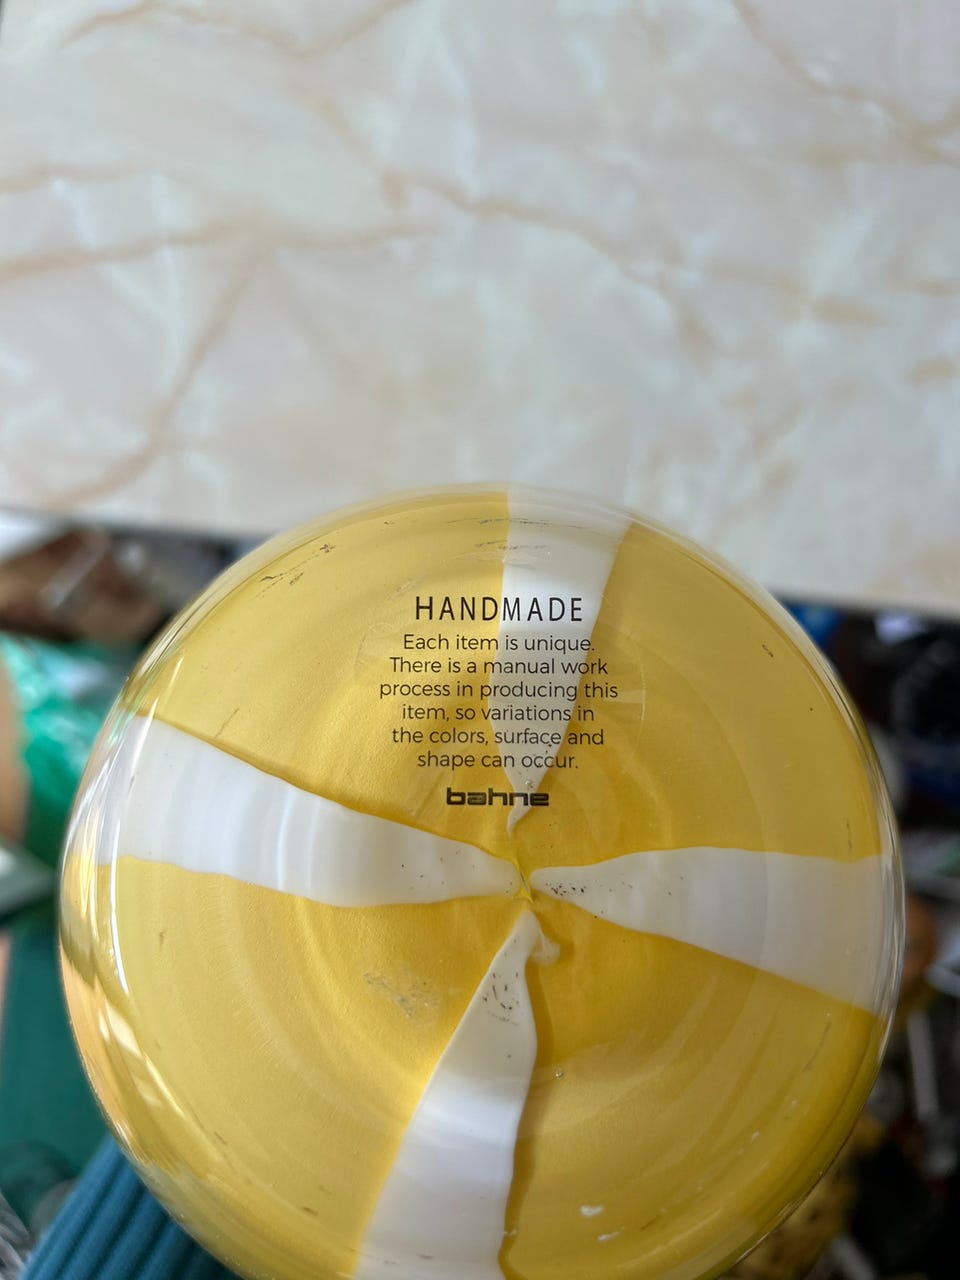 HANDMADE
Each item is unique.
There is a manual work
process in producing this
item, so variations in
the colors, surface and
shape can occur.
bahne